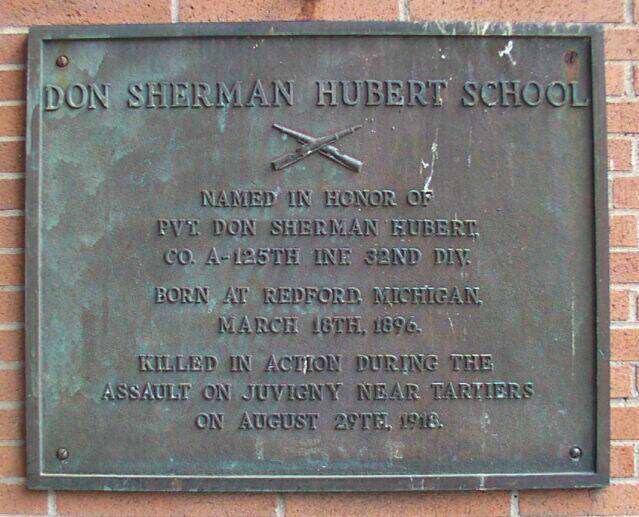 DON SHERMAN HUBERT SCHOOL
NAMED IN HONOR OF
PVT. DON SHERMAN HUBERT,
CO. A-125TH INF. 32ND DIV.
BORN AT REDFORD, MICHIGAN,
MARCH 18TH, 1896.
KILLED IN ACTION DURING THE
ASSAULT ON JUVIGNY NEAR TARTIERS
ON AUGUST 29TH, 1918.